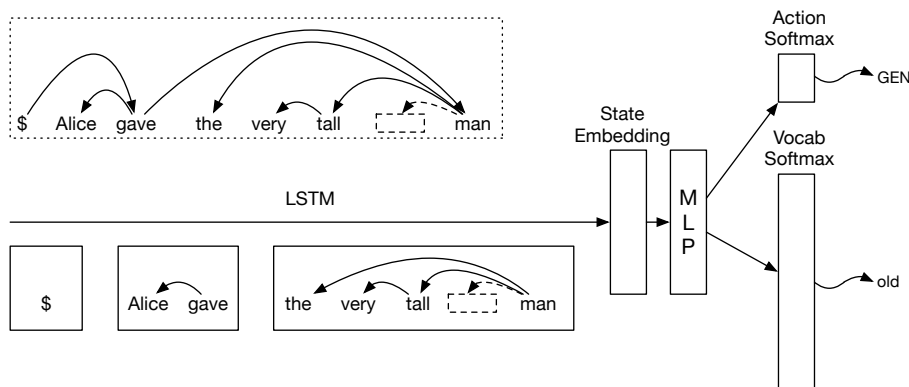 $ Alice gave the very tall man
State
Embedding
Action
Softmax
GEN
Vocab
Softmax
LSTM
M
L
P
old
$
Alice gave
the very tall man